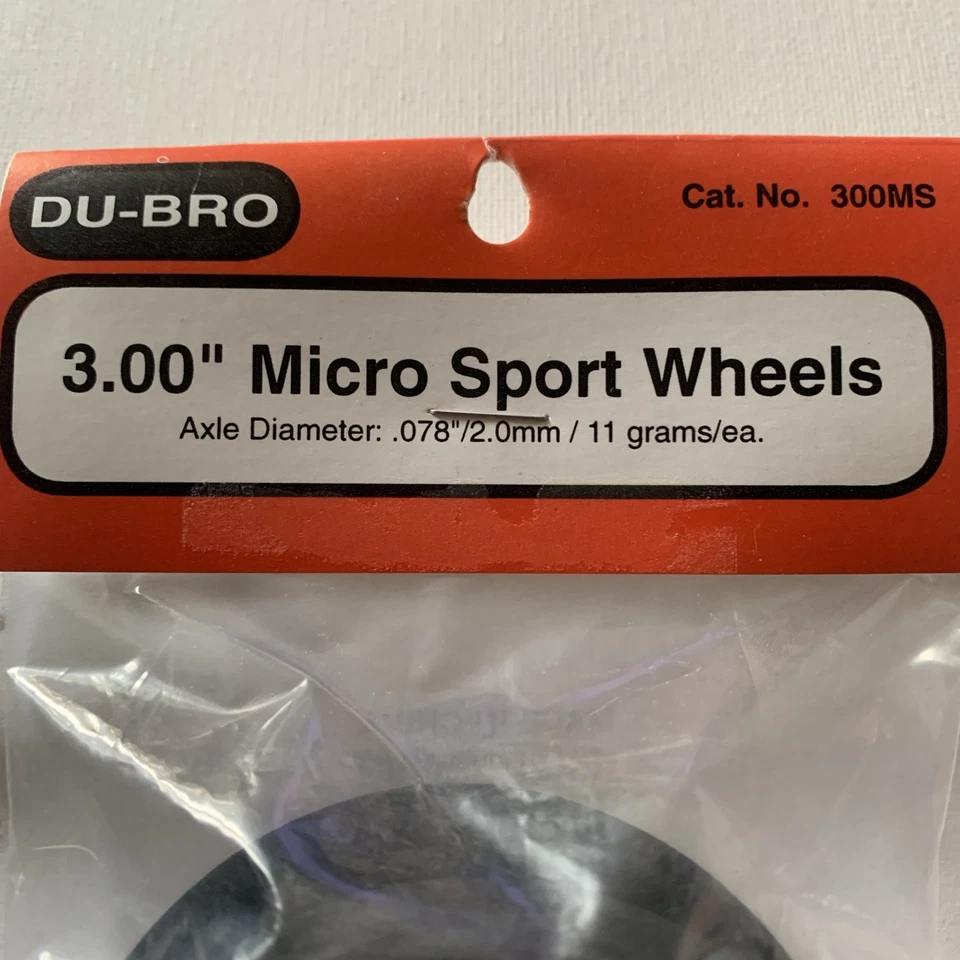 DU-BRO
Cat. No. 300MS
3.00" Micro Sport Wheels
Axle Diameter: .078"/2.0mm / 11 grams/ea.